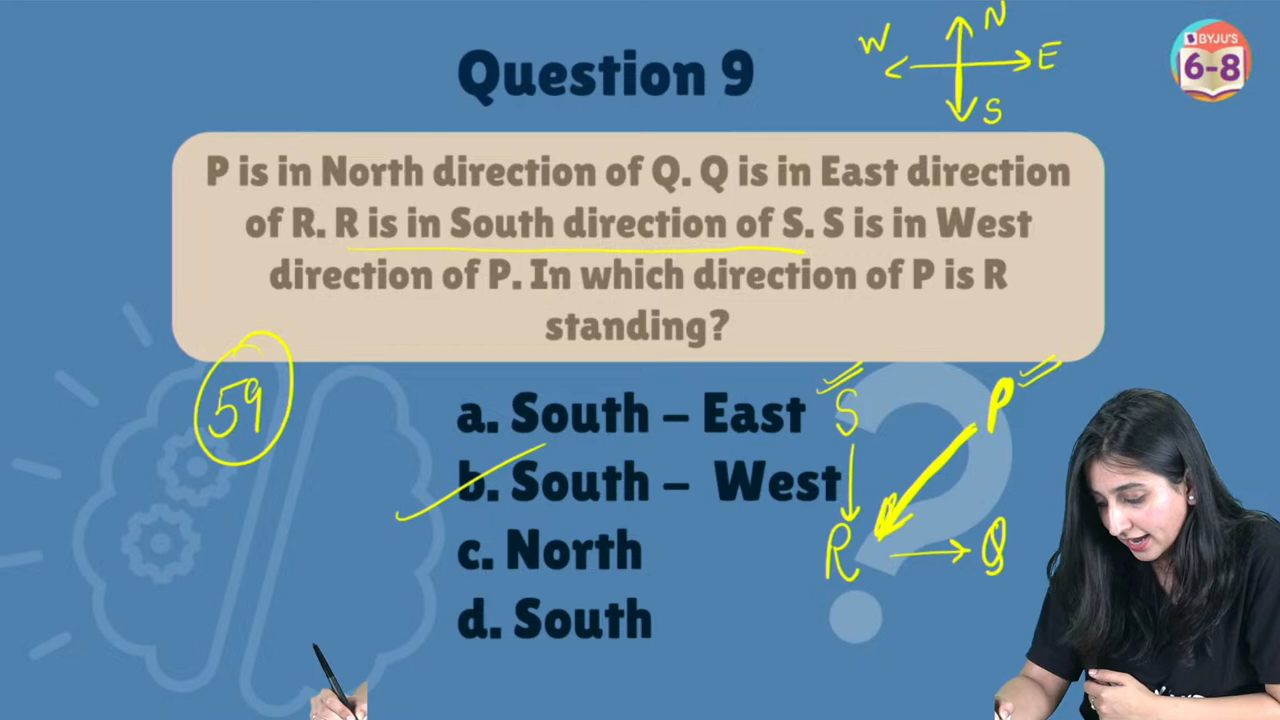 Question 9
N
W
E
S
BYJU'S
6-8
P is in North direction of Q. Q is in East direction
of R. R is in South direction of S. S is in West
direction of P. In which direction of P is R
standing?
59
a. South – East
b. South – West
c. North
d. South
S
P
R
Q